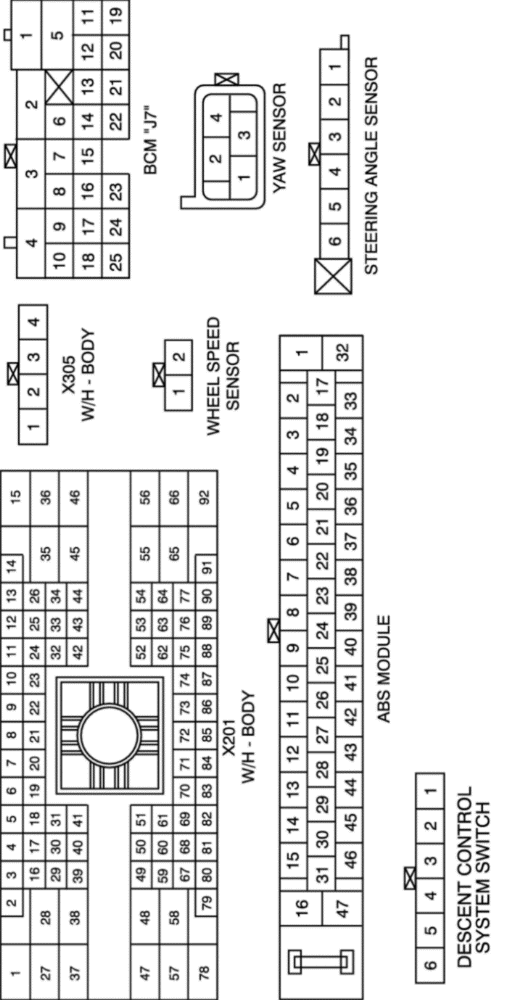 1 2 3 4 5 6 7 8 9 10 11 12 13 14 15
16 17 18 19 20 21 22 23 24 25 26
27 28 29 30 31 32 33 34 35 36
37 38 39 40 41 42 43 44 45 46
47 48 49 50 51 52 53 54 55 56
57 58 59 60 61 62 63 64 65 66
67 68 69 70 71 72 73 74 75 76 77
78 79 80 81 82 83 84 85 86 87 88 89 90 91 92
X201
W/H - BODY
1 2 3 4
X305
W/H - BODY
4 3 2 1
10 9 8 7 6 5
18 17 16 15 14 13 12 11
25 24 23 22 21 20 19
BCM "J7"
1 2
WHEEL SPEED
SENSOR
2 4
1 3
YAW SENSOR
16 15 14 13 12 11 10 9 8 7 6 5 4 3 2 1
31 30 29 28 27 26 25 24 23 22 21 20 19 18 17
47 46 45 44 43 42 41 40 39 38 37 36 35 34 33 32
ABS MODULE
6 5 4 3 2 1
STEERING ANGLE SENSOR
6 5 4 3 2 1
DESCENT CONTROL
SYSTEM SWITCH